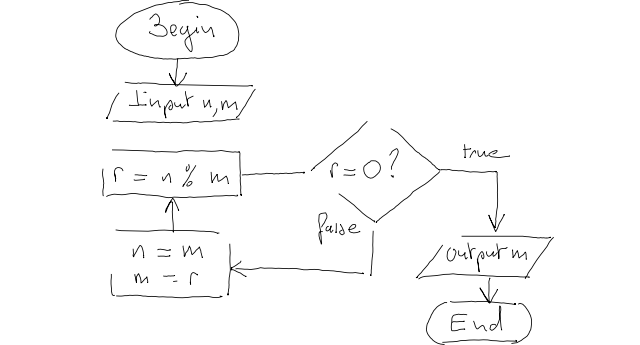 Begin
Input n,m
r = n % m
r = 0?
true
false
n = m
m = r
output m
End